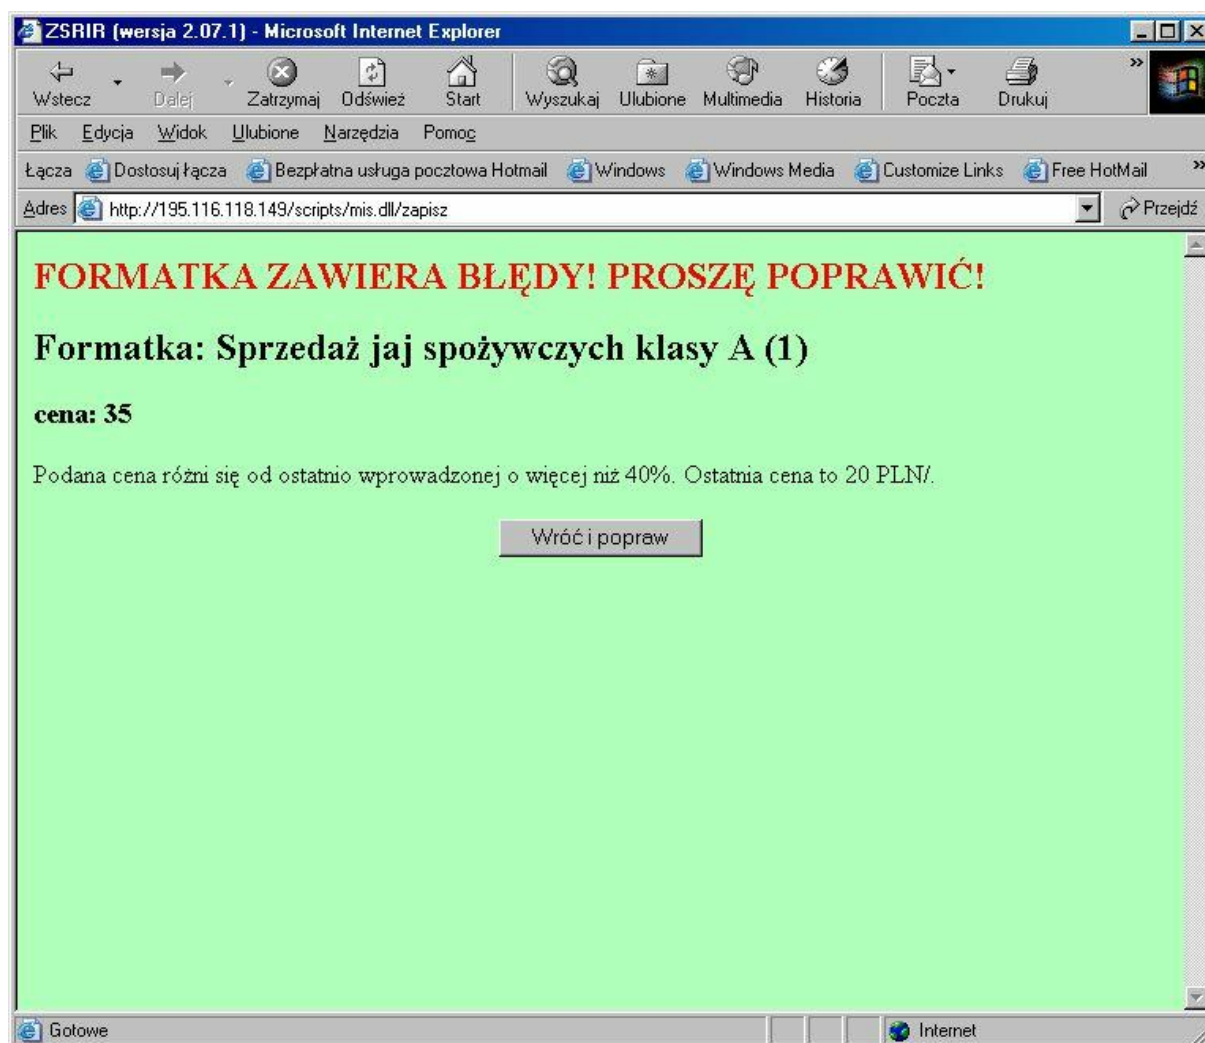 ZSRIR (wersja 2.07.1) - Microsoft Internet Explorer
Wstecz Dalej Zatrzymaj Odśwież Start Wyszukaj Ulubione Multimedia Historia Poczta Drukuj »
Plik Edycja Widok Ulubione Narzędzia Pomoc
Łącza Dostosuj łącza Bezpłatna usługa pocztowa Hotmail Windows Windows Media Customize Links Free HotMail »
Adres http://195.116.118.149/scripts/mis.dll/zapisz Przejdź
FORMATKA ZAWIERA BŁĘDY! PROSZĘ POPRAWIĆ!
Formatka: Sprzedaż jaj spożywczych klasy A (1)
cena: 35
Podana cena różni się od ostatnio wprowadzonej o więcej niż 40%. Ostatnia cena to 20 PLN/.
Wróć i popraw
Gotowe Internet